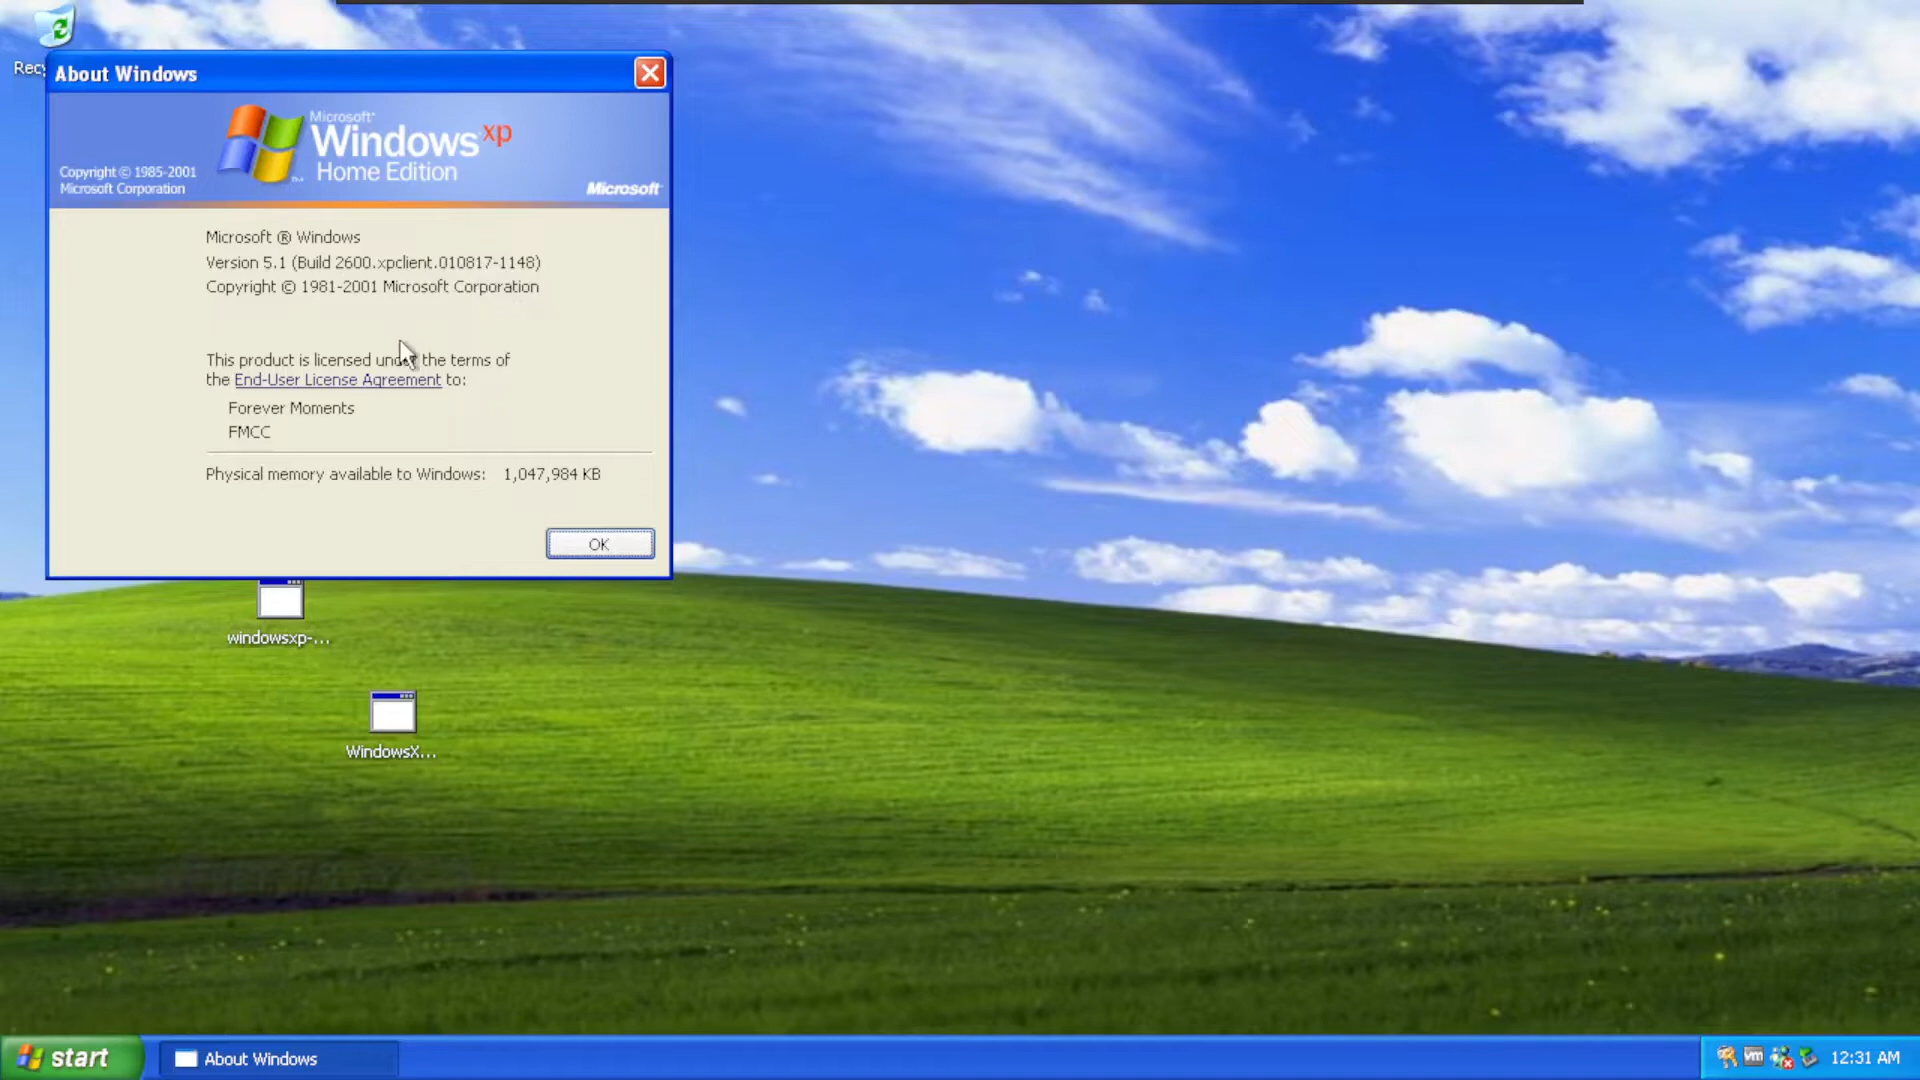 Recy
About Windows
Microsoft®
Windows xp
Home Edition
Copyright © 1985-2001
Microsoft Corporation
Microsoft
Microsoft ® Windows
Version 5.1 (Build 2600.xpclient.010817-1148)
Copyright © 1981-2001 Microsoft Corporation
This product is licensed under the terms of
the End-User License Agreement to:
Forever Moments
FMCC
Physical memory available to Windows: 1,047,984 KB
OK
windowsxp-...
WindowsX...
start
About Windows
vm
12:31 AM